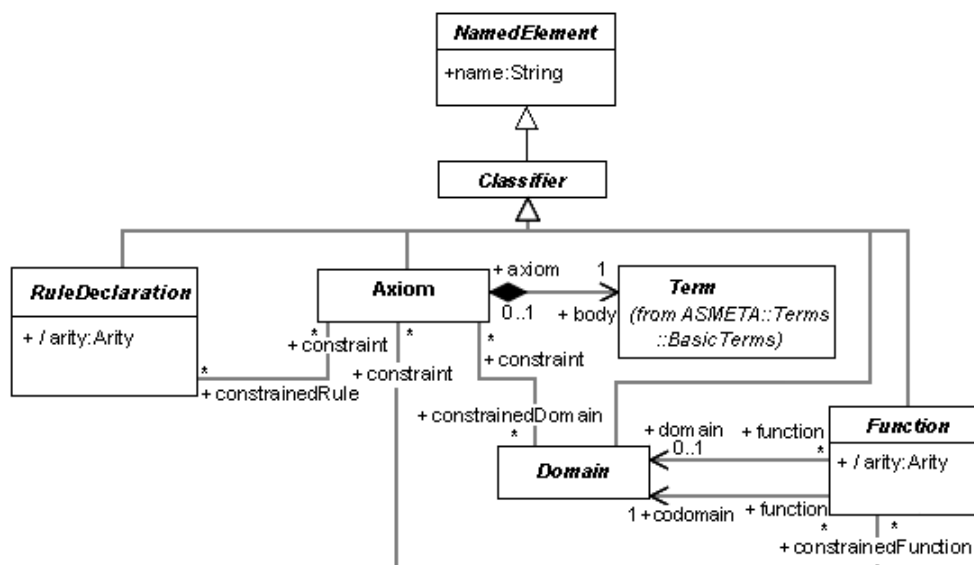 NamedElement
+name:String
Classifier
RuleDeclaration
+ / arity:Arity
Axiom
+ axiom
0..1
1
+ body
Term
(from ASMETA::Terms
::BasicTerms)
*
+ constraint
*
+ constraint
*
+ constraint
*
+ constrainedRule
+ constrainedDomain
*
Domain
+ domain
0..1
+ function
*
Function
+ / arity:Arity
1 +codomain
+ function
*
*
+ constrainedFunction